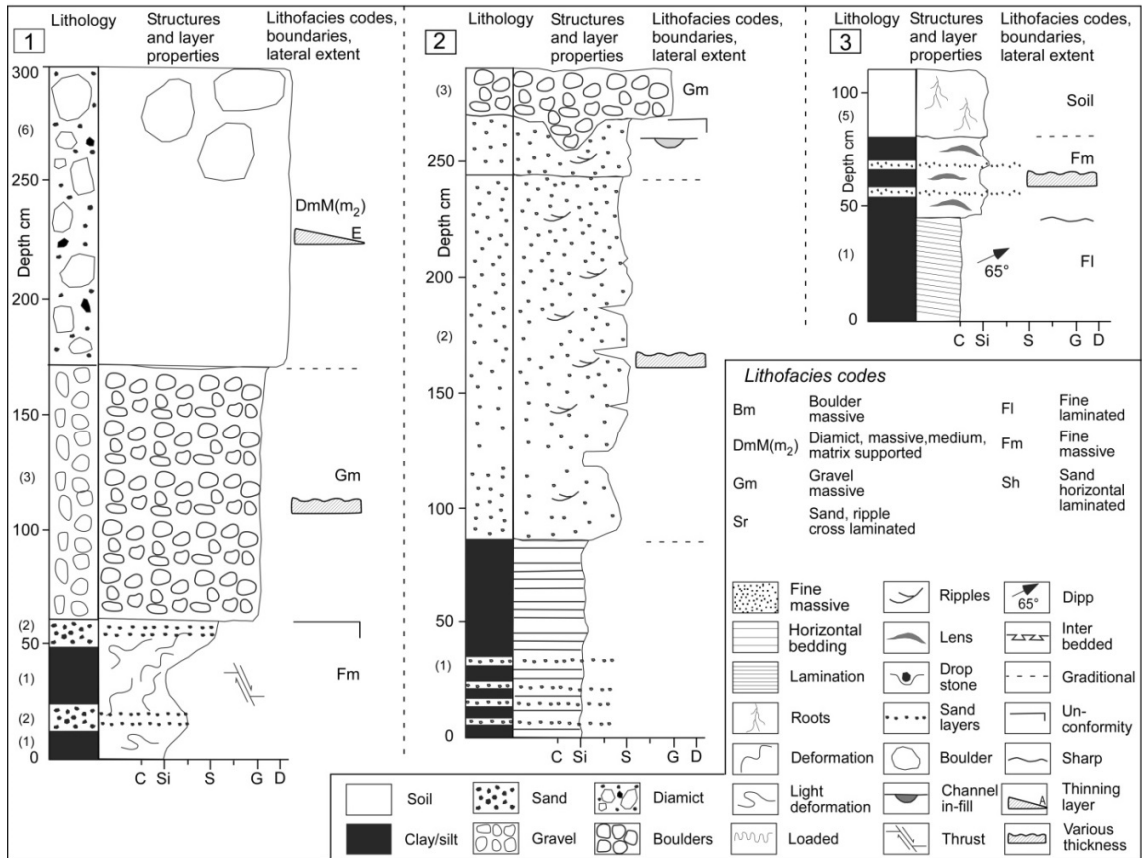 1
Lithology
Structures
and layer
properties
Lithofacies codes,
boundaries,
lateral extent
300
(6)
250
Depth cm
200
DmM(m2)
E
150
(3)
Gm
100
(2)
50
(1)
Fm
(2)
(1)
0
C Si S G D
2
Lithology
Structures
and layer
properties
Lithofacies codes,
boundaries,
lateral extent
(3)
Gm
250
Depth cm
200
(2)
150
100
50
(1)
0
C Si S G D
3
Lithology
Structures
and layer
properties
Lithofacies codes,
boundaries,
lateral extent
100
(5)
Soil
Depth cm
Fm
50
(1)
65°
Fl
0
C Si S G D
Lithofacies codes
Bm Boulder
massive
DmM(m2) Diamict, massive,medium,
matrix supported
Gm Gravel
massive
Sr Sand, ripple
cross laminated
Fl Fine
laminated
Fm Fine
massive
Sh Sand
horizontal
laminated
Fine
massive
Horizontal
bedding
Lamination
Roots
Deformation
Light
deformation
Loaded
Ripples
Lens
Drop
stone
Sand
layers
Boulder
Channel
in-fill
Thrust
65°
Dipp
Inter
bedded
Graditional
Un-
conformity
Sharp
A
Thinning
layer
Various
thickness
Soil
Sand
Diamict
Clay/silt
Gravel
Boulders